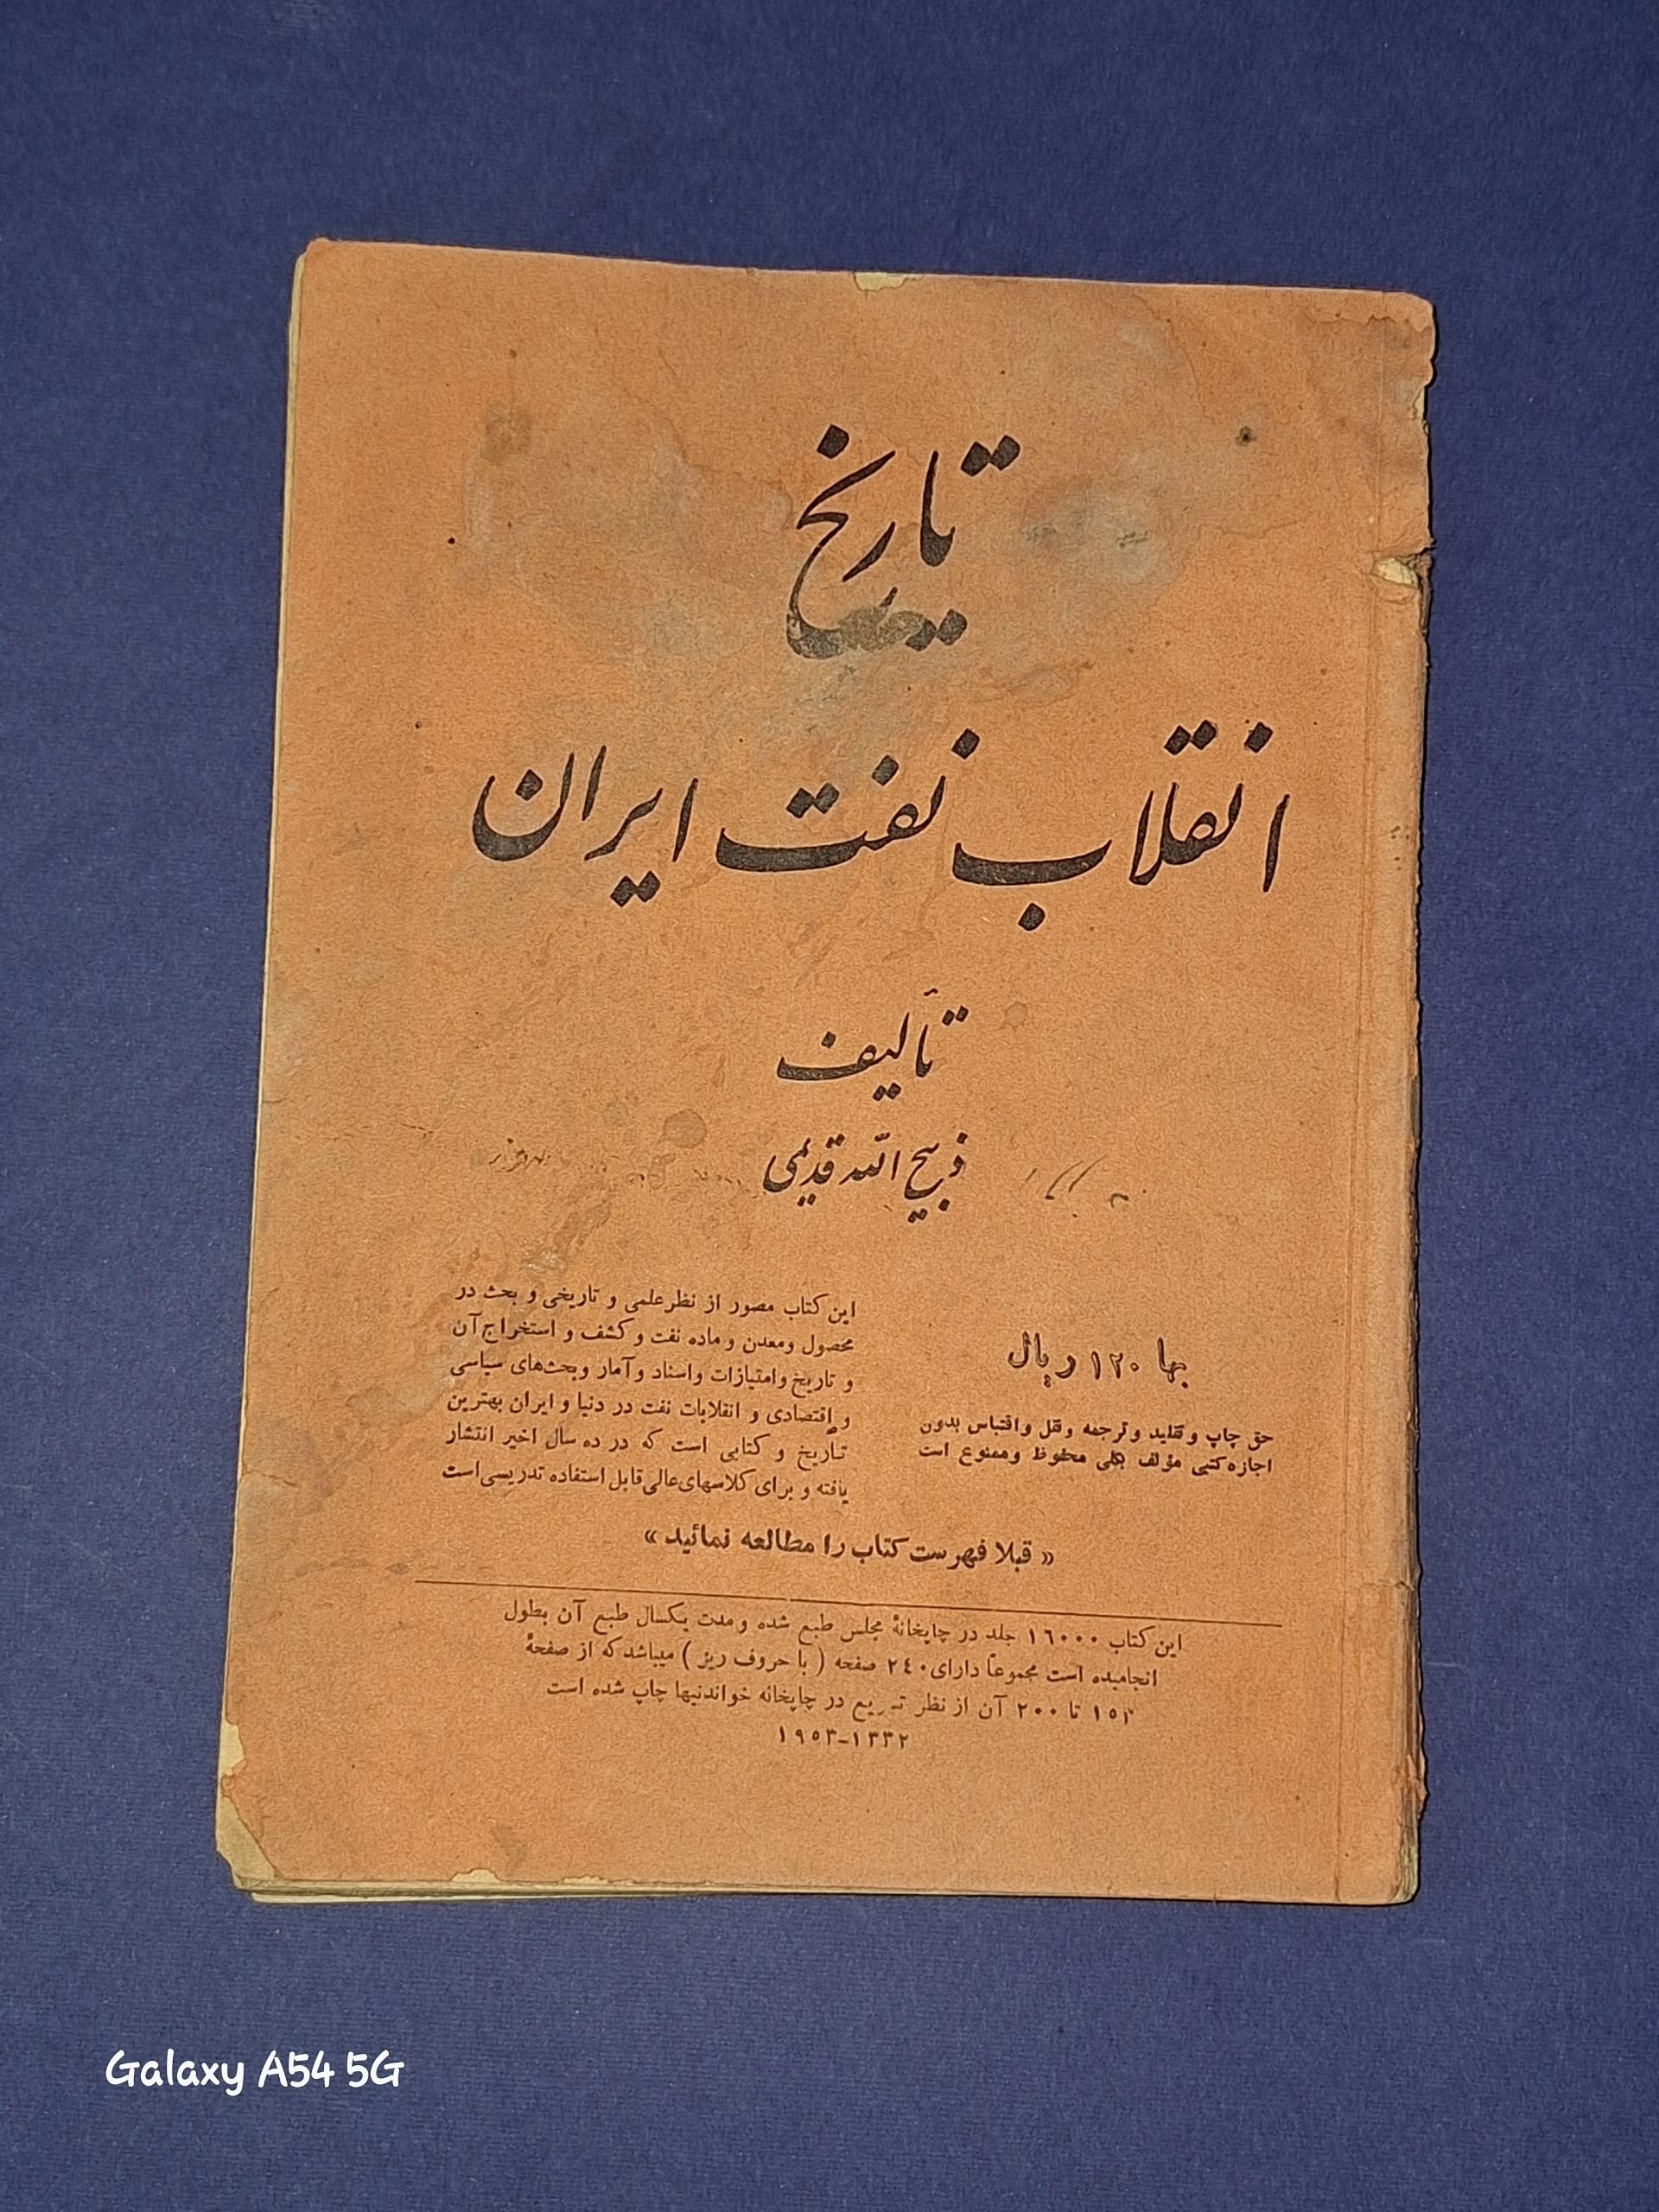 تاریخ
انقلاب نفت ایران
تألیف
ذبیح الله قدیمی
بها ۱۲۰ ریال
حق چاپ و تقلید و ترجمه و نقل و اقتباس بدون
اجازه کتبی مؤلف بکلی محفوظ و ممنوع است
این کتاب مصور از نظر علمی و تاریخی و بحث در
محصول و معدن و ماده نفت و کشف و استخراج آن
و تاریخ و امتیازات و اسناد و آمار و بحث‌های سیاسی
و اقتصادی و انقلابات نفت در دنیا و ایران بهترین
تاریخ و کتابی است که در ده سال اخیر انتشار
یافته و برای کلاسهای عالی قابل استفاده تدریسی است
« قبلا فهرست کتاب را مطالعه نمائید »
این کتاب ۱۶۰۰۰ جلد در چاپخانهٔ مجلس طبع شده و مدت یکسال طبع آن بطول
انجامیده است مجموعاً دارای ۲٤۰ صفحه ( با حروف ریز ) میباشد که از صفحهٔ
تا ۲۰۰ آن از نظر تسریع در چاپخانه خواندنیها چاپ شده است
۱۳۳۲-۱۹۵۳
Galaxy A54 5G